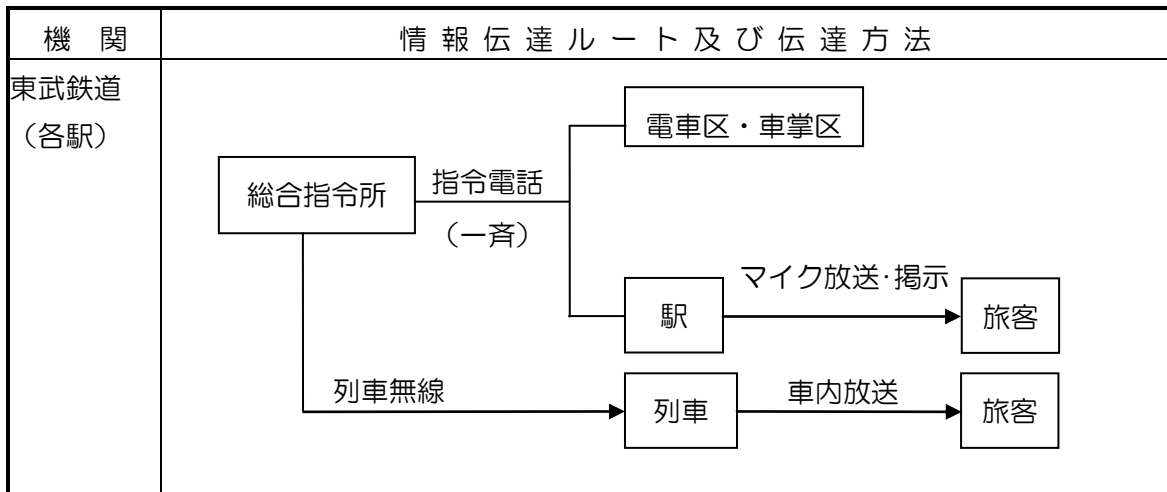 機 関
情 報 伝 達 ル ー ト 及 び 伝 達 方 法
東武鉄道
（各駅）
電車区・車掌区
総合指令所
指令電話
（一斉）
マイク放送・掲示
駅
旅客
列車無線
列車
車内放送
旅客